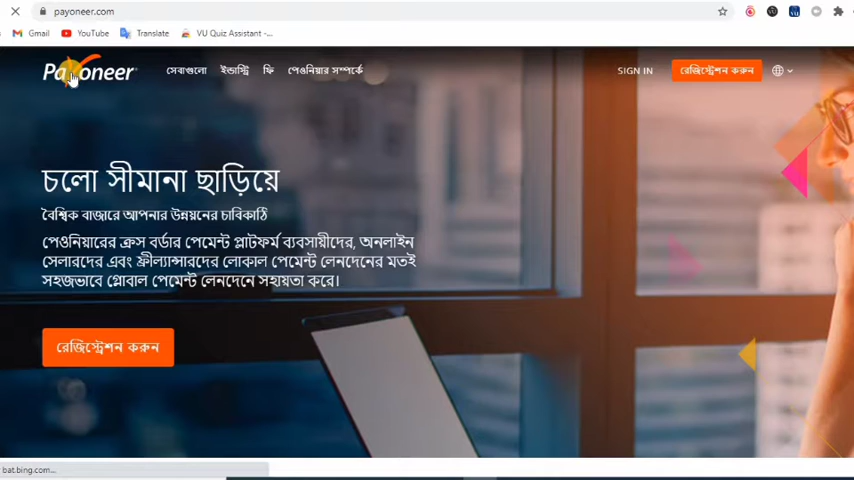 payoneer.com
Gmail YouTube Translate VU Quiz Assistant -...
Payoneer সেবাগুলো ইন্ডাস্ট্রি ফি পেওনিয়ার সম্পর্কে SIGN IN রেজিস্ট্রেশন করুন
চলো সীমানা ছাড়িয়ে
বৈশ্বিক বাজারে আপনার উন্নয়নের চাবিকাঠি
পেওনিয়ারের ক্রস বর্ডার পেমেন্ট প্লাটফর্ম ব্যবসায়ীদের, অনলাইন
সেলারদের এবং ফ্রীল্যান্সারদের লোকাল পেমেন্ট লেনদেনের মতই
সহজভাবে গ্লোবাল পেমেন্ট লেনদেনে সহায়তা করে।
রেজিস্ট্রেশন করুন
bat.bing.com...